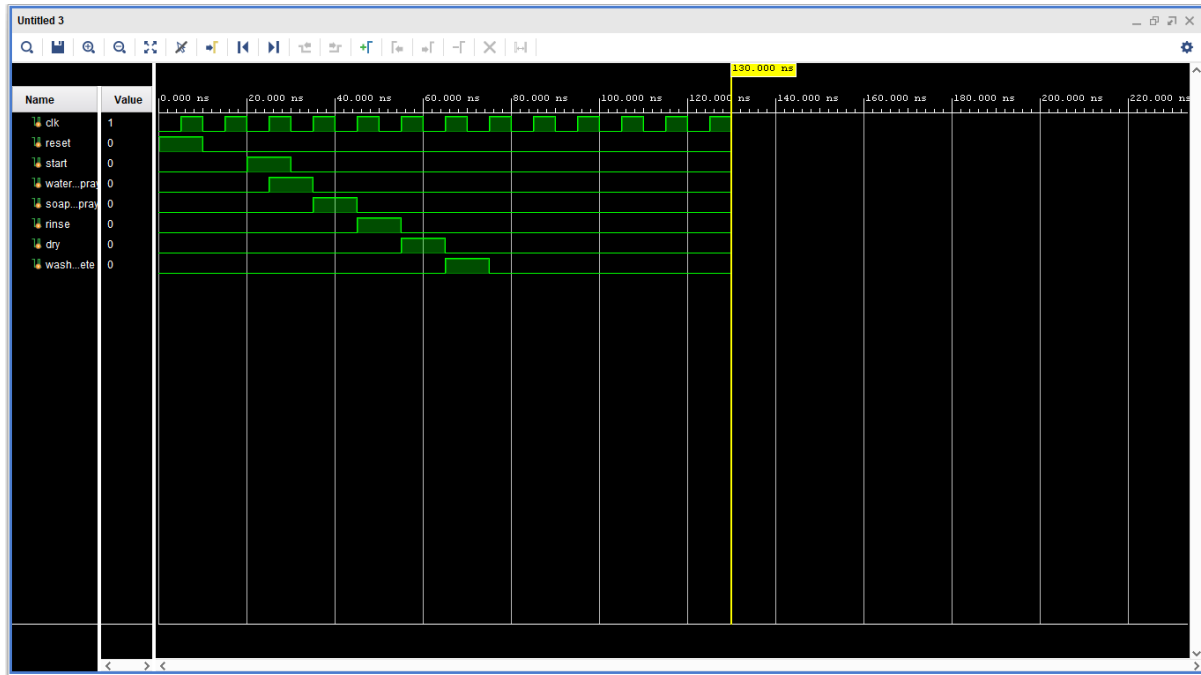 Untitled 3
130.000 ns
Name Value 0.000 ns 20.000 ns 40.000 ns 60.000 ns 80.000 ns 100.000 ns 120.000 ns 140.000 ns 160.000 ns 180.000 ns 200.000 ns 220.000 ns
clk 1
reset 0
start 0
water...pray 0
soap...pray 0
rinse 0
dry 0
wash...ete 0